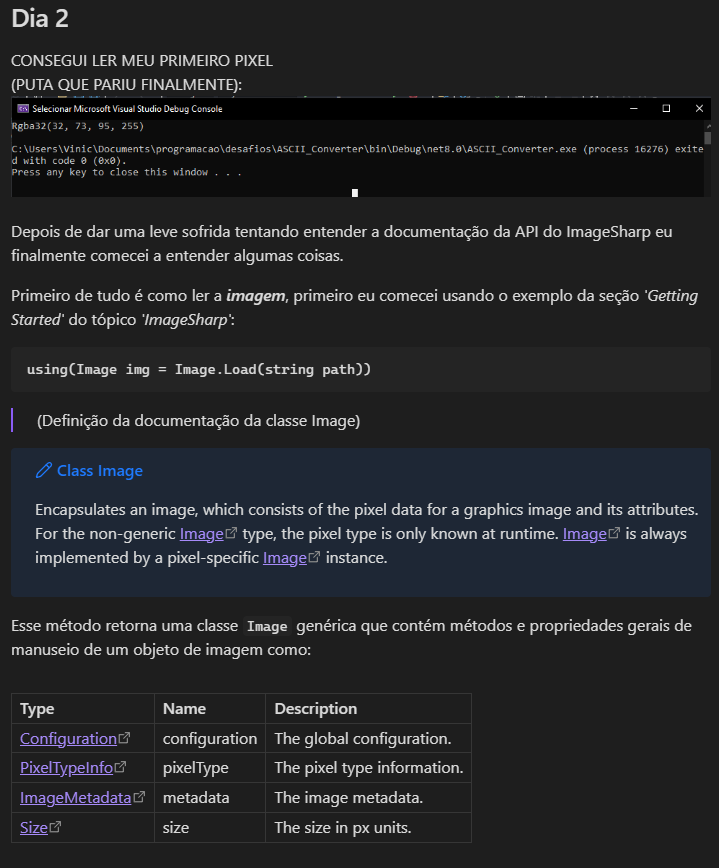 Dia 2
CONSEGUI LER MEU PRIMEIRO PIXEL
(PUTA QUE PARIU FINALMENTE):
Selecionar Microsoft Visual Studio Debug Console
Rgba32(32, 73, 95, 255)
C:\Users\Vinic\Documents\programacao\desafios\ASCII_Converter\bin\Debug\net8.0\ASCII_Converter.exe (process 16276) exite
d with code 0 (0x0).
Press any key to close this window . . .
Depois de dar uma leve sofrida tentando entender a documentação da API do ImageSharp eu
finalmente comecei a entender algumas coisas.
Primeiro de tudo é como ler a imagem, primeiro eu comecei usando o exemplo da seção 'Getting
Started' do tópico 'ImageSharp':
using(Image img = Image.Load(string path))
(Definição da documentação da classe Image)
Class Image
Encapsulates an image, which consists of the pixel data for a graphics image and its attributes.
For the non-generic Image type, the pixel type is only known at runtime. Image is always
implemented by a pixel-specific Image instance.
Esse método retorna uma classe Image genérica que contém métodos e propriedades gerais de
manuseio de um objeto de imagem como:
Type Name Description
Configuration configuration The global configuration.
PixelTypeInfo pixelType The pixel type information.
ImageMetadata metadata The image metadata.
Size size The size in px units.